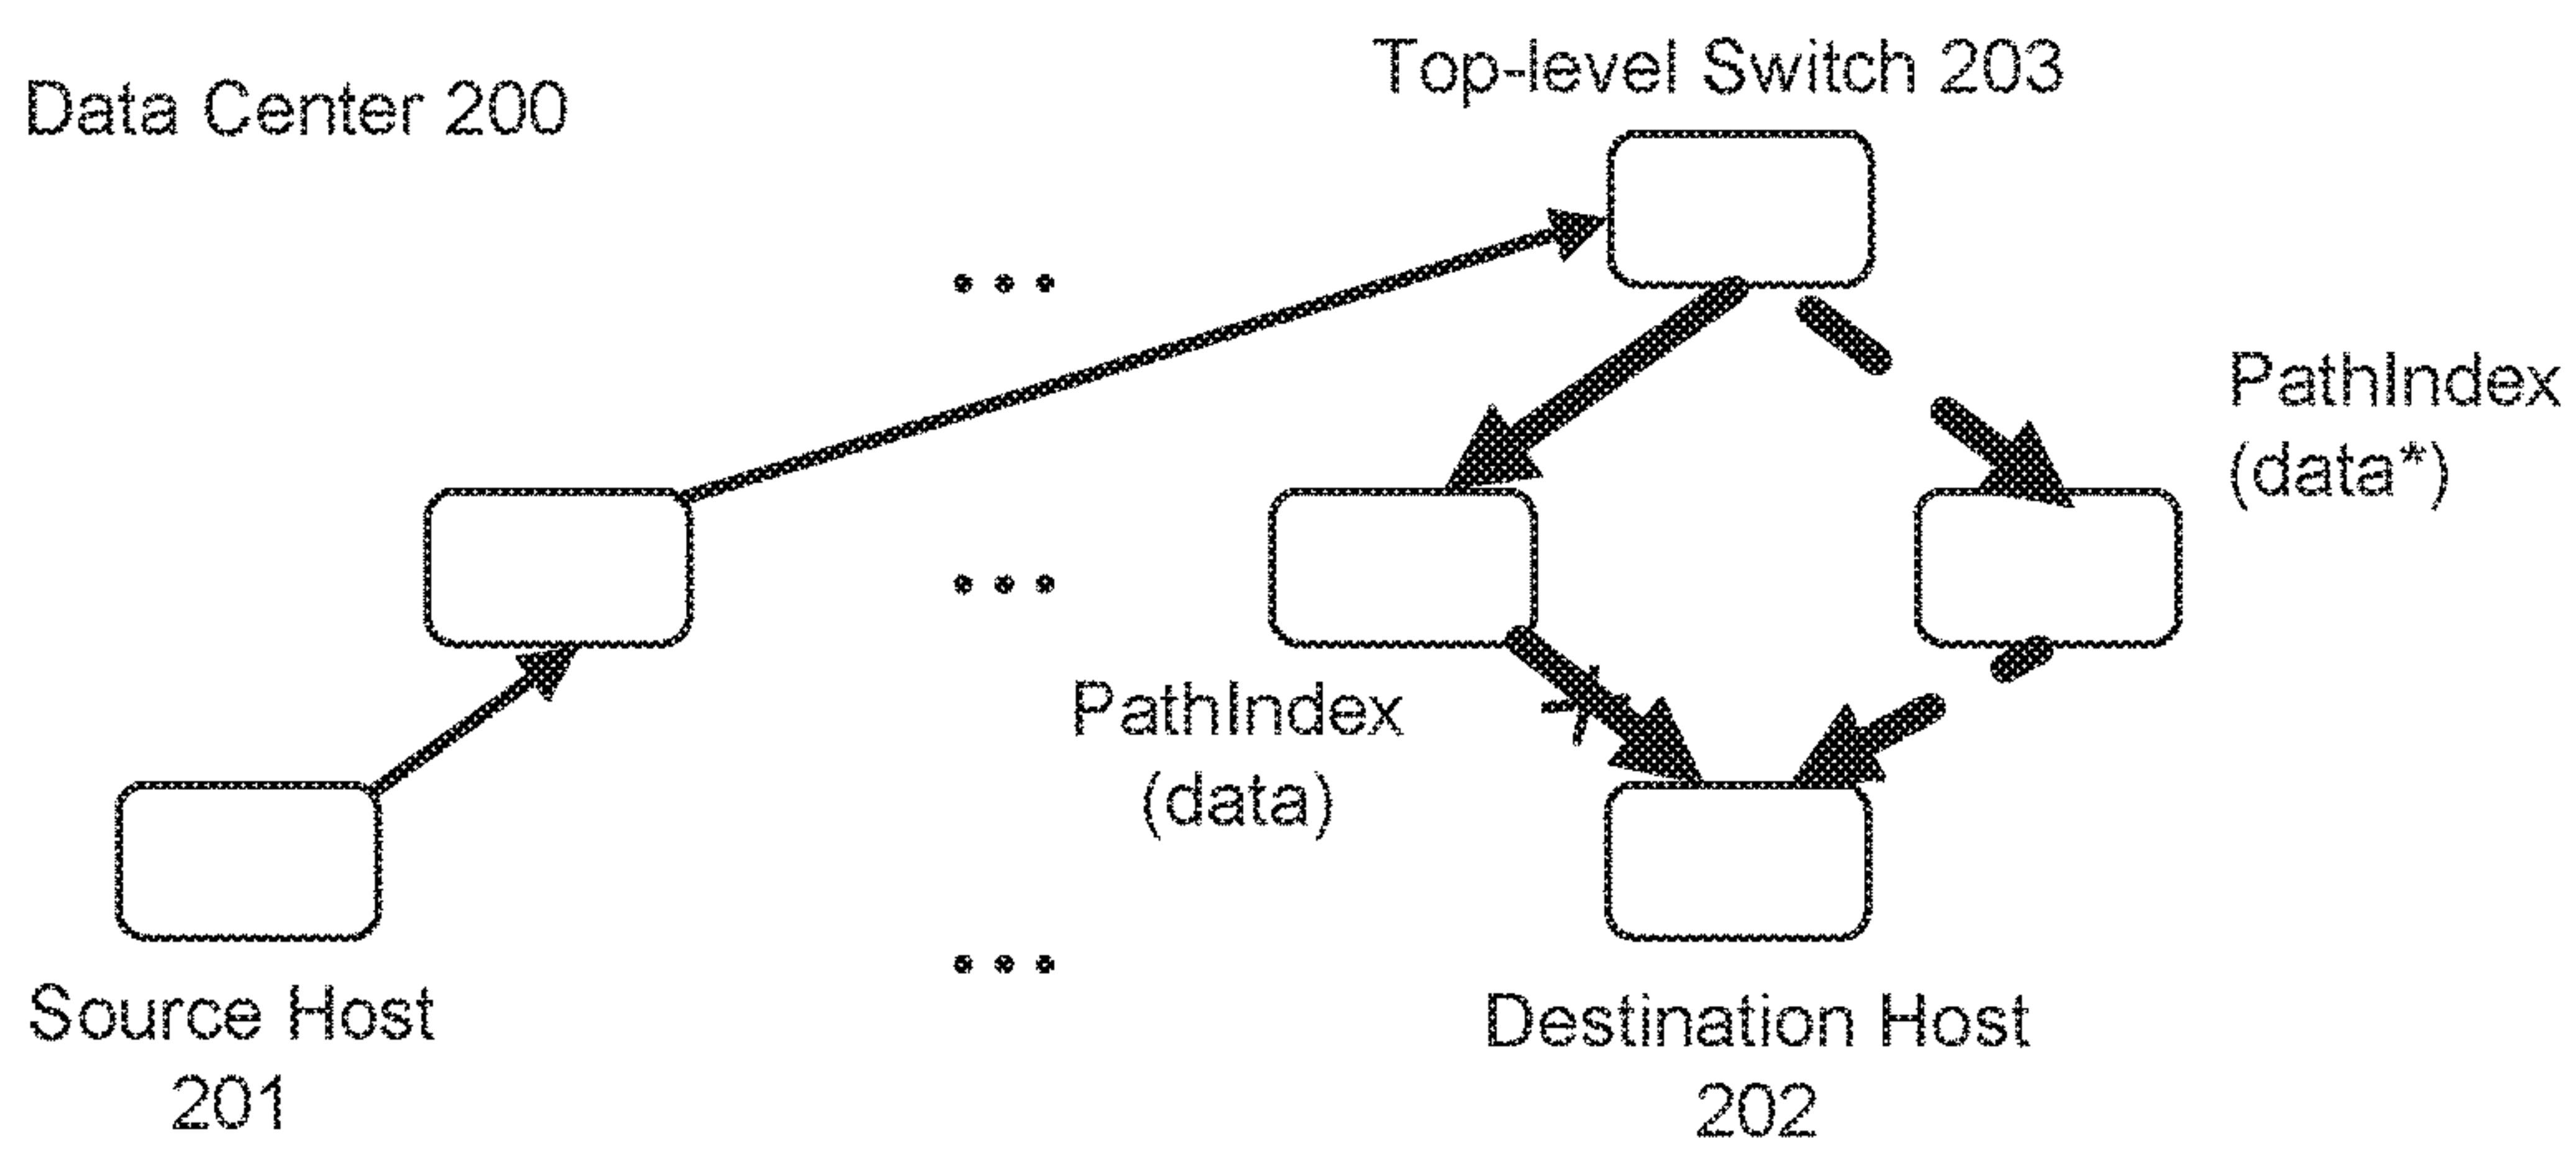 Data Center 200
Top-level Switch 203
PathIndex
(data*)
PathIndex
(data)
Source Host
201
Destination Host
202